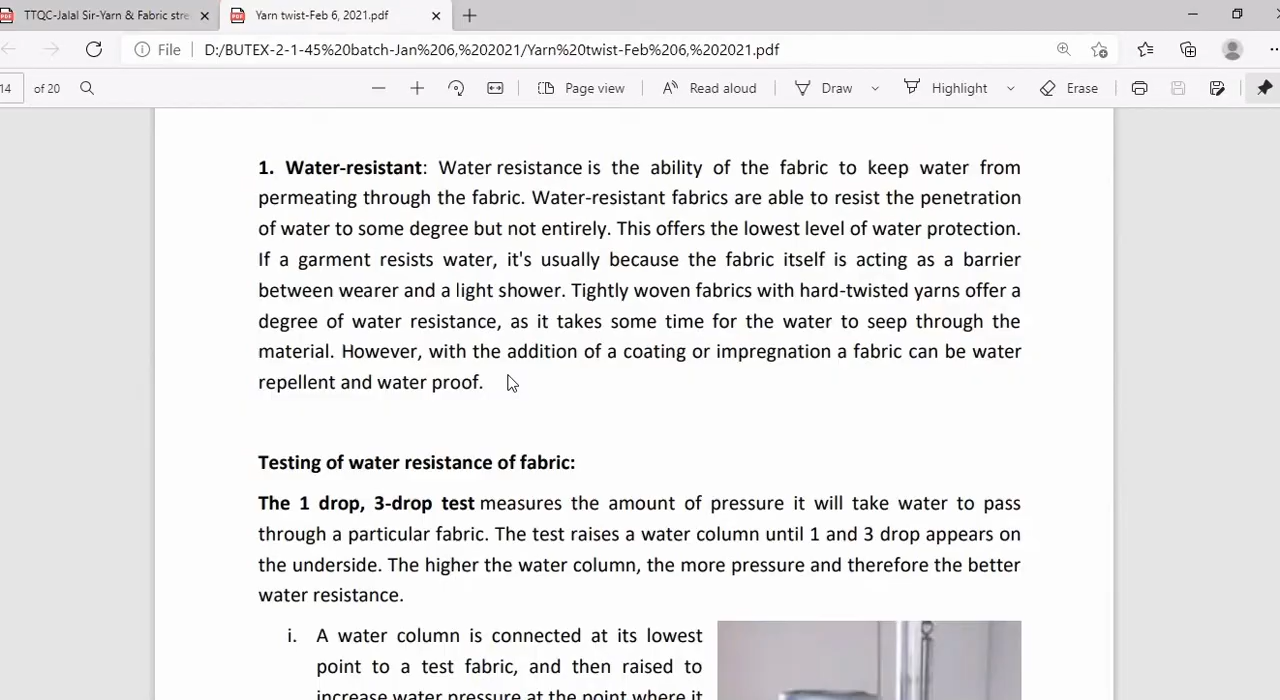 TTQC-Jalal Sir-Yarn & Fabric stre
Yarn twist-Feb 6, 2021.pdf
File D:/BUTEX-2-1-45%20batch-Jan%206,%202021/Yarn%20twist-Feb%206,%202021.pdf
14 of 20 Page view Read aloud Draw Highlight Erase
1. Water-resistant: Water resistance is the ability of the fabric to keep water from
permeating through the fabric. Water-resistant fabrics are able to resist the penetration
of water to some degree but not entirely. This offers the lowest level of water protection.
If a garment resists water, it's usually because the fabric itself is acting as a barrier
between wearer and a light shower. Tightly woven fabrics with hard-twisted yarns offer a
degree of water resistance, as it takes some time for the water to seep through the
material. However, with the addition of a coating or impregnation a fabric can be water
repellent and water proof.
Testing of water resistance of fabric:
The 1 drop, 3-drop test measures the amount of pressure it will take water to pass
through a particular fabric. The test raises a water column until 1 and 3 drop appears on
the underside. The higher the water column, the more pressure and therefore the better
water resistance.
i. A water column is connected at its lowest
point to a test fabric, and then raised to
increase water pressure at the point where it